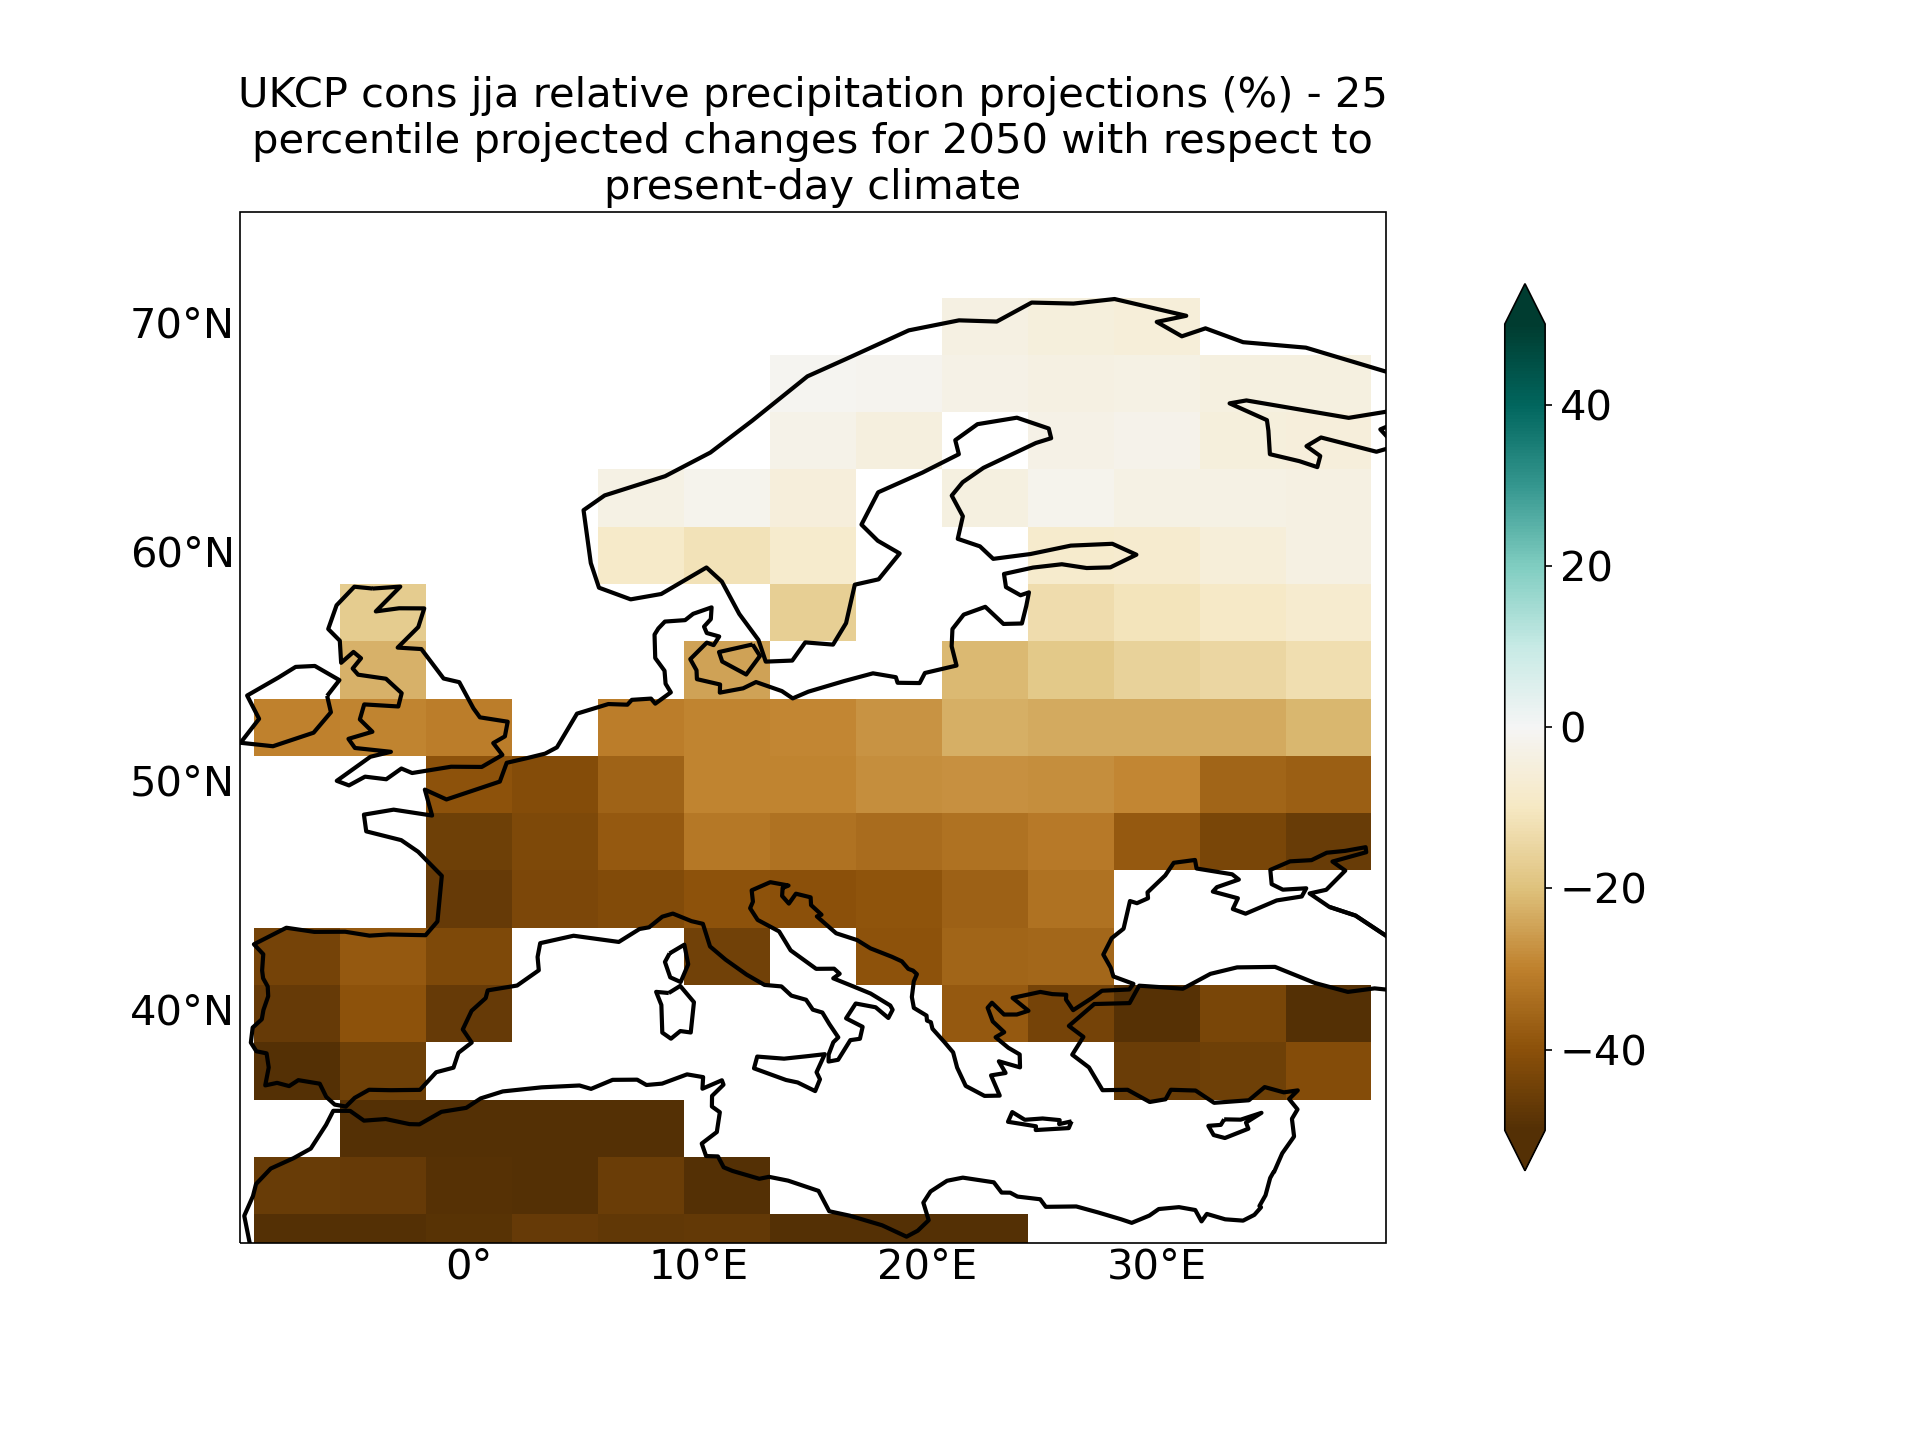 UKCP cons jja relative precipitation projections (%) - 25
percentile projected changes for 2050 with respect to
present-day climate
70°N
60°N
50°N
40°N
0°
10°E
20°E
30°E
40
20
0
−20
−40